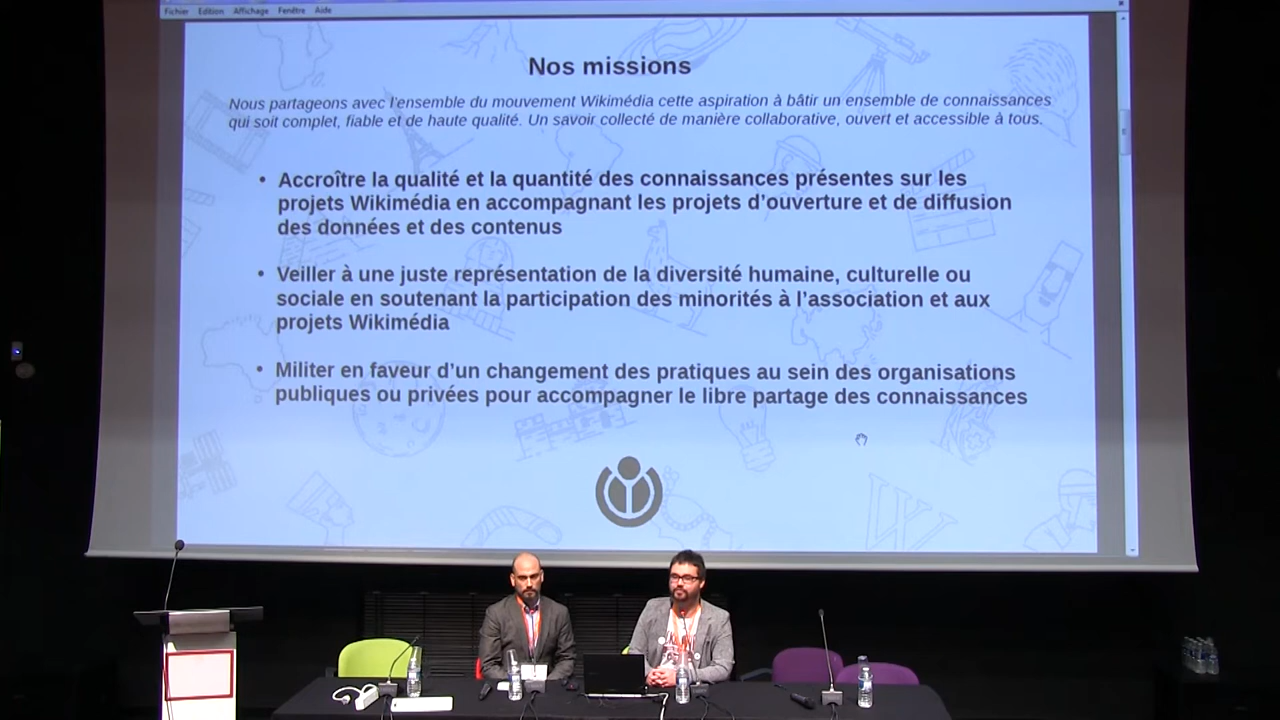 Fichier Edition Affichage Fenêtre Aide
Nos missions
Nous partageons avec l'ensemble du mouvement Wikimédia cette aspiration à bâtir un ensemble de connaissances
qui soit complet, fiable et de haute qualité. Un savoir collecté de manière collaborative, ouvert et accessible à tous.
• Accroître la qualité et la quantité des connaissances présentes sur les
projets Wikimédia en accompagnant les projets d'ouverture et de diffusion
des données et des contenus
• Veiller à une juste représentation de la diversité humaine, culturelle ou
sociale en soutenant la participation des minorités à l'association et aux
projets Wikimédia
• Militer en faveur d'un changement des pratiques au sein des organisations
publiques ou privées pour accompagner le libre partage des connaissances